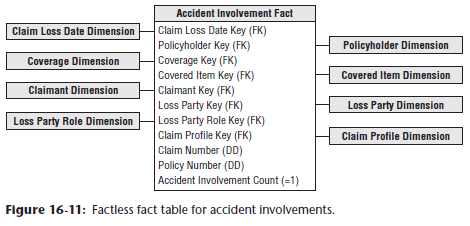 Accident Involvement Fact
Claim Loss Date Dimension
Claim Loss Date Key (FK)
Policyholder Key (FK)
Policyholder Dimension
Coverage Dimension
Coverage Key (FK)
Covered Item Key (FK)
Covered Item Dimension
Claimant Dimension
Claimant Key (FK)
Loss Party Key (FK)
Loss Party Dimension
Loss Party Role Dimension
Loss Party Role Key (FK)
Claim Profile Key (FK)
Claim Profile Dimension
Claim Number (DD)
Policy Number (DD)
Accident Involvement Count (=1)
Figure 16-11: Factless fact table for accident involvements.